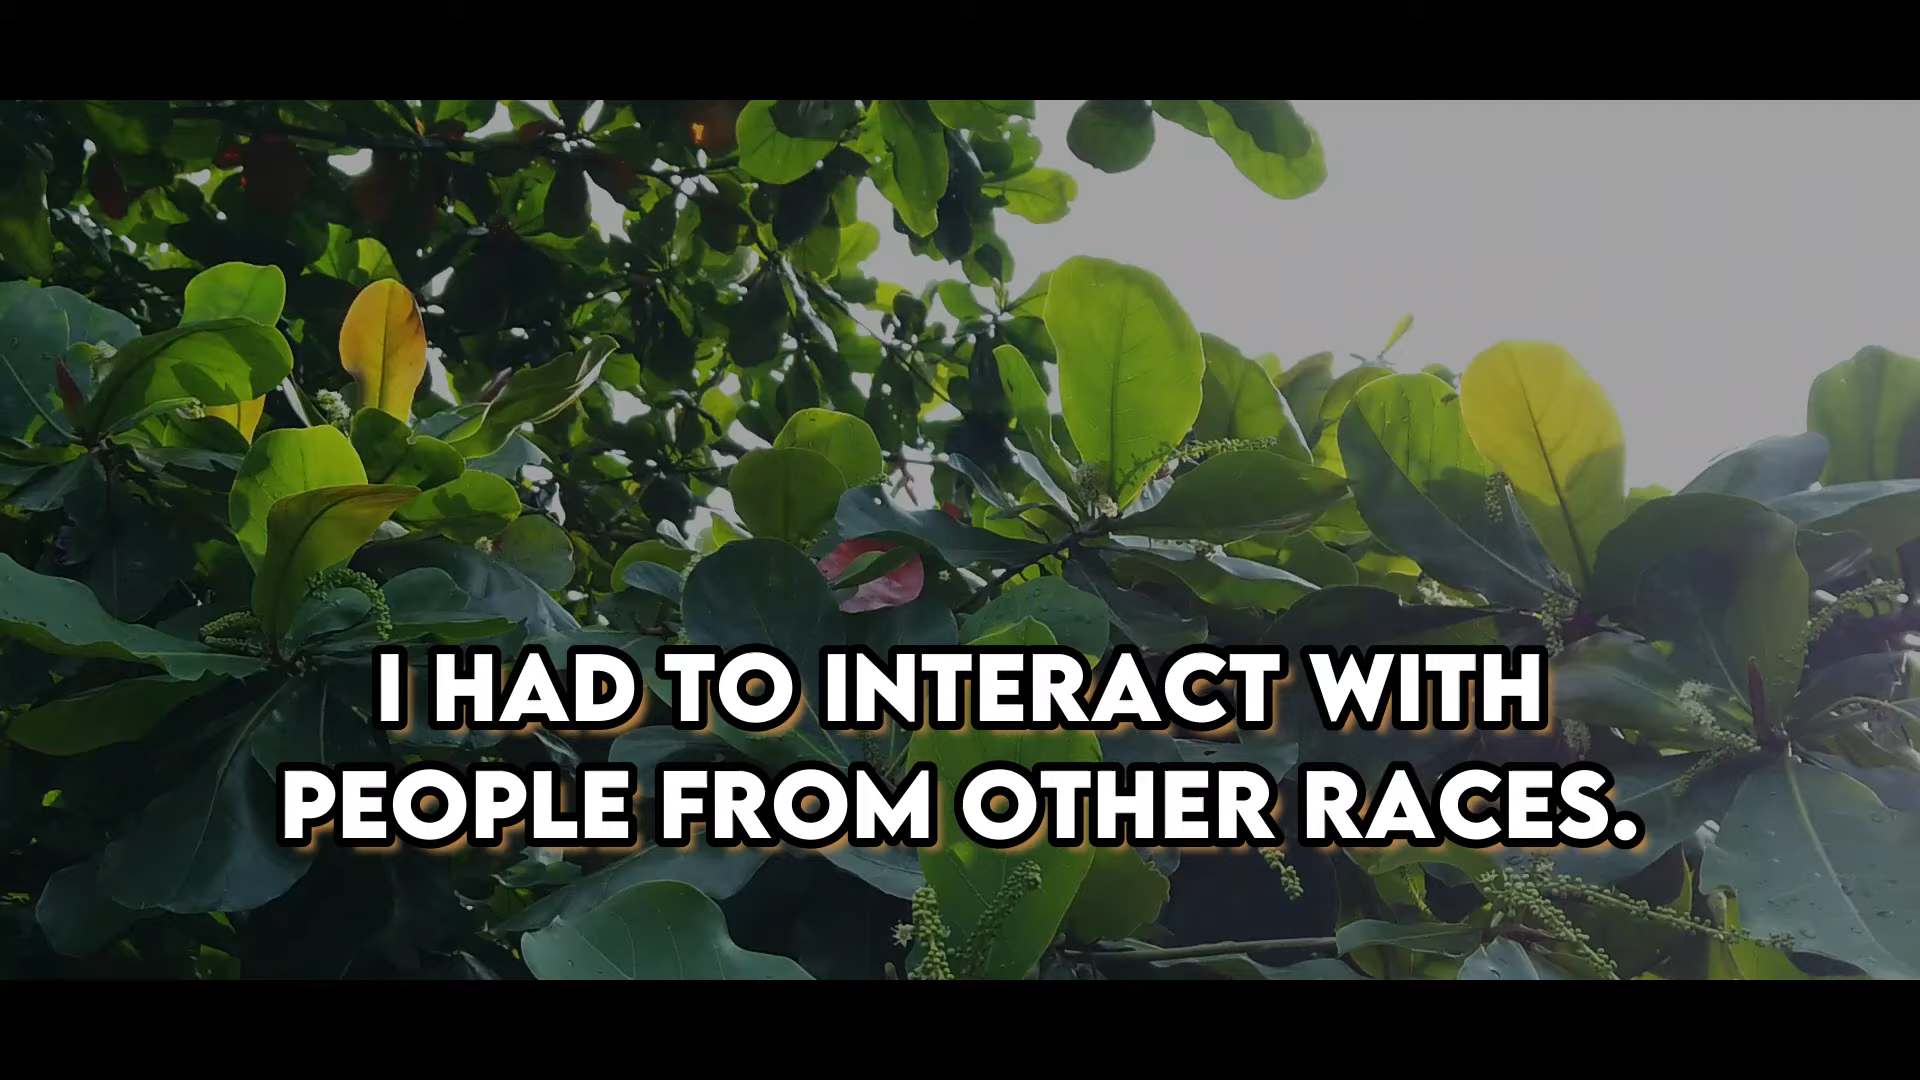 I HAD TO INTERACT WITH
PEOPLE FROM OTHER RACES.